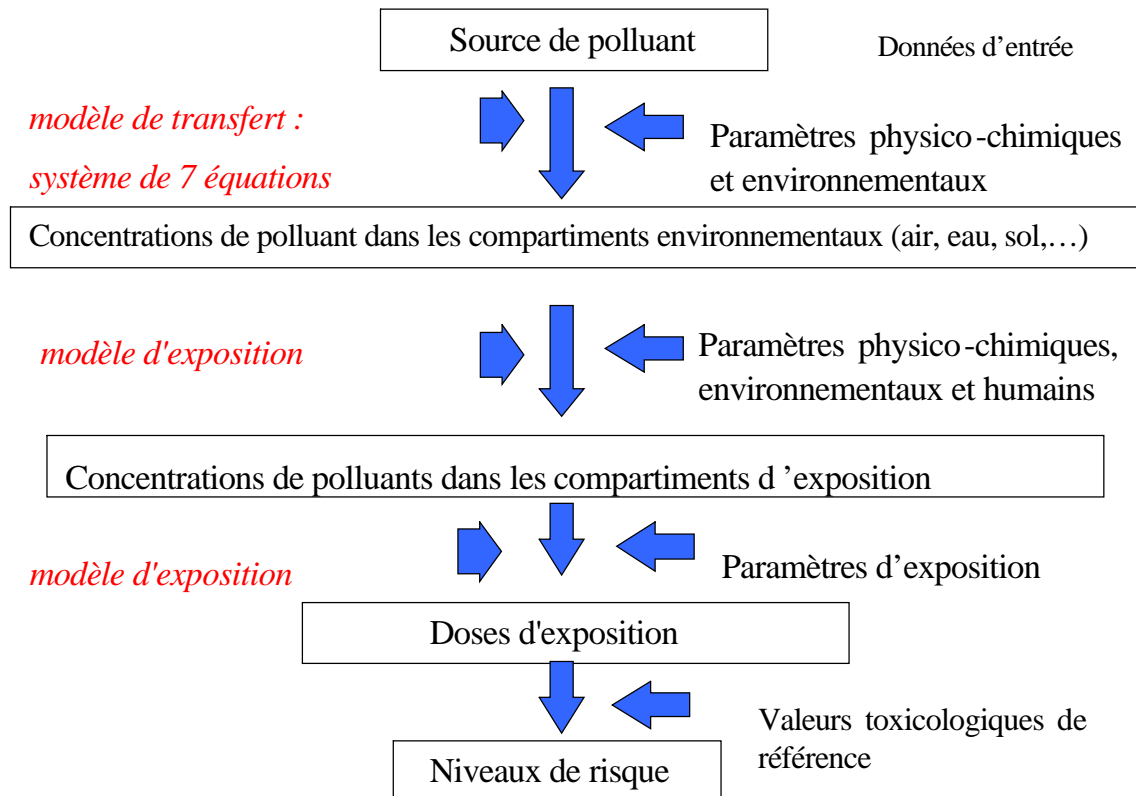 Source de polluant
Données d’entrée
modèle de transfert :
système de 7 équations
Paramètres physico-chimiques
et environnementaux
Concentrations de polluant dans les compartiments environnementaux (air, eau, sol,…)
modèle d'exposition
Paramètres physico-chimiques,
environnementaux et humains
Concentrations de polluants dans les compartiments d ’exposition
modèle d'exposition
Paramètres d’exposition
Doses d'exposition
Valeurs toxicologiques de
référence
Niveaux de risque